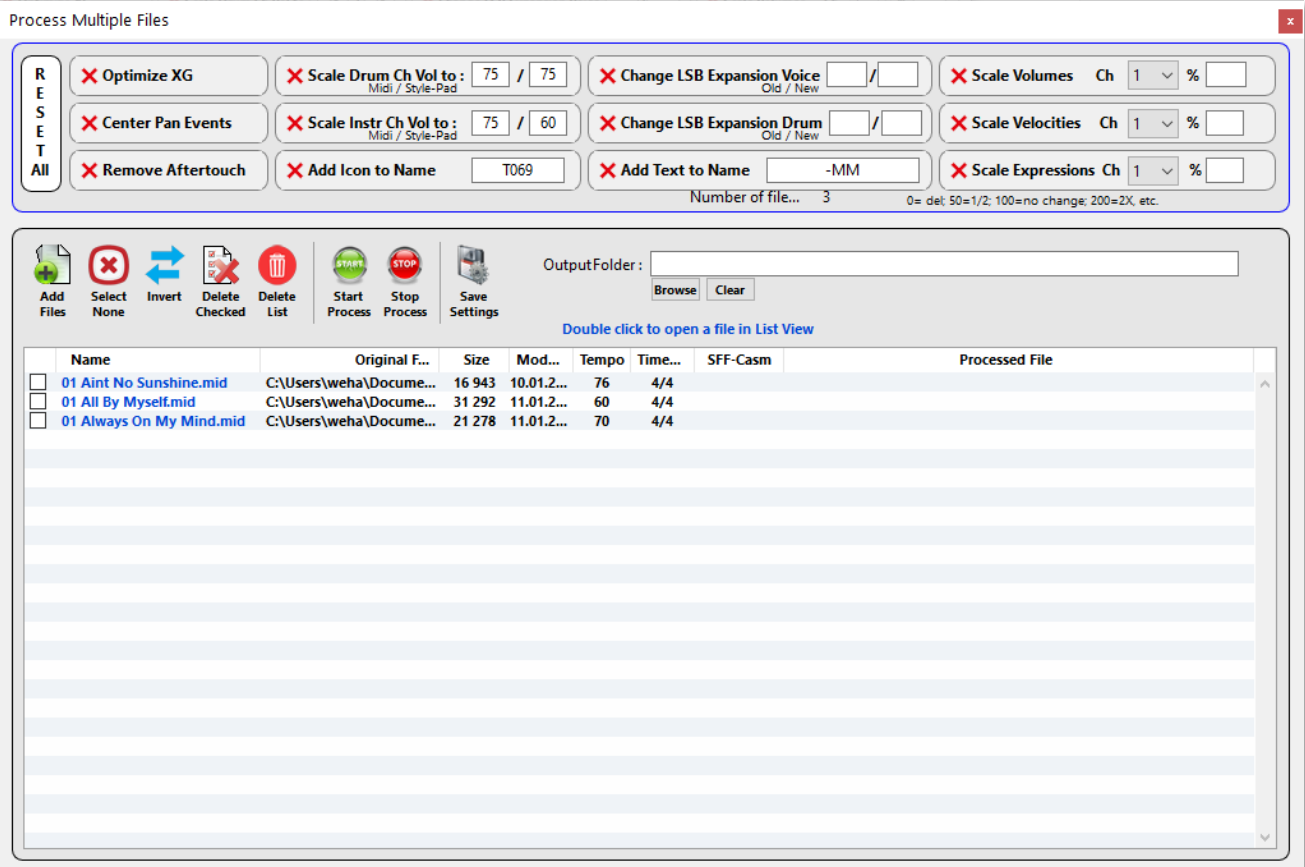 Process Multiple Files
x
RESET All
Optimize XG
Scale Drum Ch Vol to : 75 / 75
Midi / Style-Pad
Change LSB Expansion Voice /
Old / New
Scale Volumes Ch 1 %
Center Pan Events
Scale Instr Ch Vol to : 75 / 60
Midi / Style-Pad
Change LSB Expansion Drum /
Old / New
Scale Velocities Ch 1 %
Remove Aftertouch
Add Icon to Name T069
Add Text to Name -MM
Scale Expressions Ch 1 %
Number of file... 3
0= del; 50=1/2; 100=no change; 200=2X, etc.
START STOP
Add Files
Select None
Invert
Delete Checked
Delete List
Start Process
Stop Process
Save Settings
OutputFolder :
Browse Clear
Double click to open a file in List View
Name Original F... Size Mod... Tempo Time... SFF-Casm Processed File
01 Aint No Sunshine.mid C:\Users\weha\Docume... 16 943 10.01.2... 76 4/4
01 All By Myself.mid C:\Users\weha\Docume... 31 292 11.01.2... 60 4/4
01 Always On My Mind.mid C:\Users\weha\Docume... 21 278 11.01.2... 70 4/4